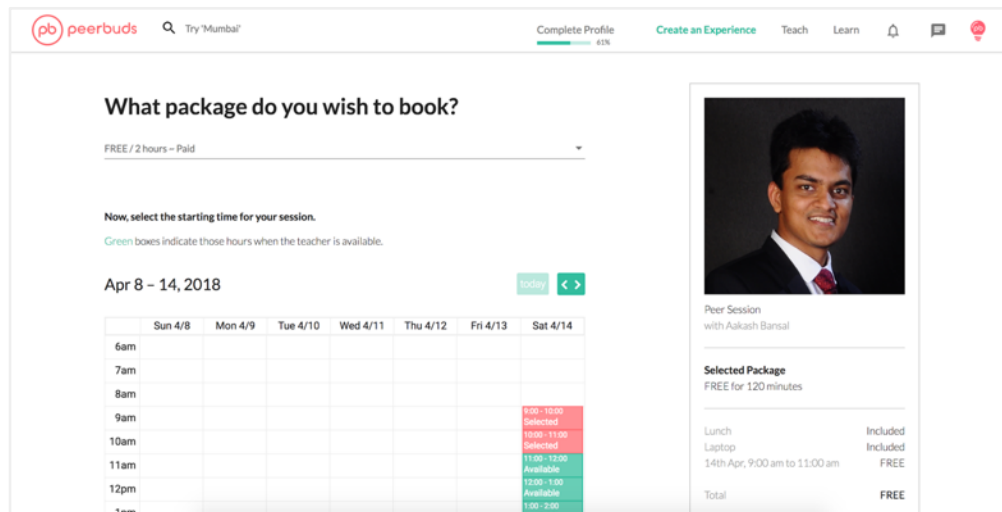 pb peerbuds
Try 'Mumbai'
Complete Profile
61%
Create an Experience
Teach
Learn
What package do you wish to book?
FREE / 2 hours – Paid
Now, select the starting time for your session.
Green boxes indicate those hours when the teacher is available.
Apr 8 – 14, 2018
today
< >
Sun 4/8 Mon 4/9 Tue 4/10 Wed 4/11 Thu 4/12 Fri 4/13 Sat 4/14
6am
7am
8am
9am
9:00 - 10:00
Selected
10am
10:00 - 11:00
Selected
11am
11:00 - 12:00
Available
12pm
12:00 - 1:00
Available
1pm
1:00 - 2:00
Peer Session
with Aakash Bansal
Selected Package
FREE for 120 minutes
Lunch Included
Laptop Included
14th Apr, 9:00 am to 11:00 am FREE
Total FREE